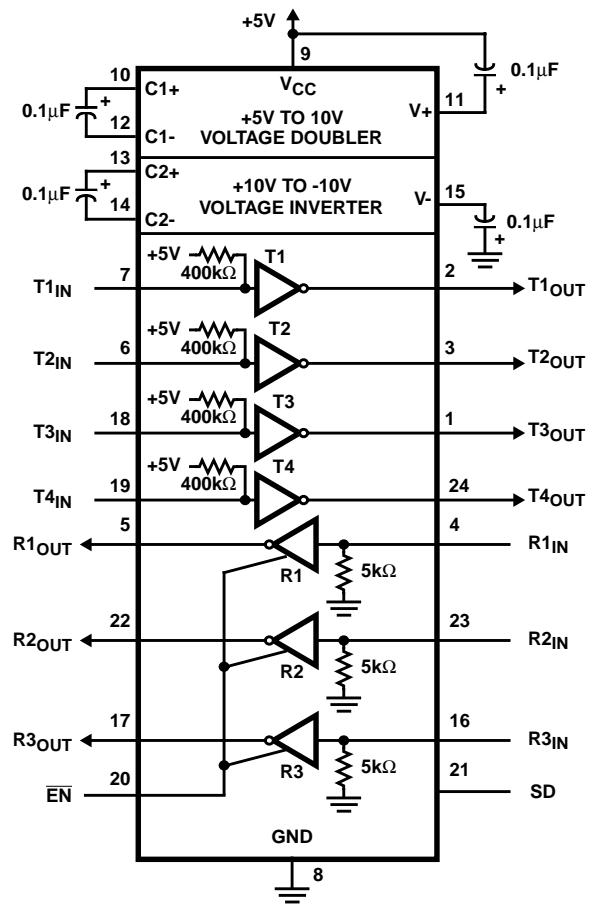 +5V
9
10
C1+
VCC
0.1µF
+
+
0.1µF
12
C1-
+5V TO 10V
VOLTAGE DOUBLER
V+
11
13
C2+
0.1µF
+
14
C2-
+10V TO -10V
VOLTAGE INVERTER
V-
15
0.1µF
+
+5V
400kΩ
T1
T1IN
7
2
T1OUT
+5V
400kΩ
T2
T2IN
6
3
T2OUT
+5V
400kΩ
T3
T3IN
18
1
T3OUT
+5V
400kΩ
T4
T4IN
19
24
T4OUT
R1OUT
5
R1
5kΩ
4
R1IN
R2OUT
22
R2
5kΩ
23
R2IN
R3OUT
17
R3
5kΩ
16
R3IN
20
EN
21
SD
GND
8